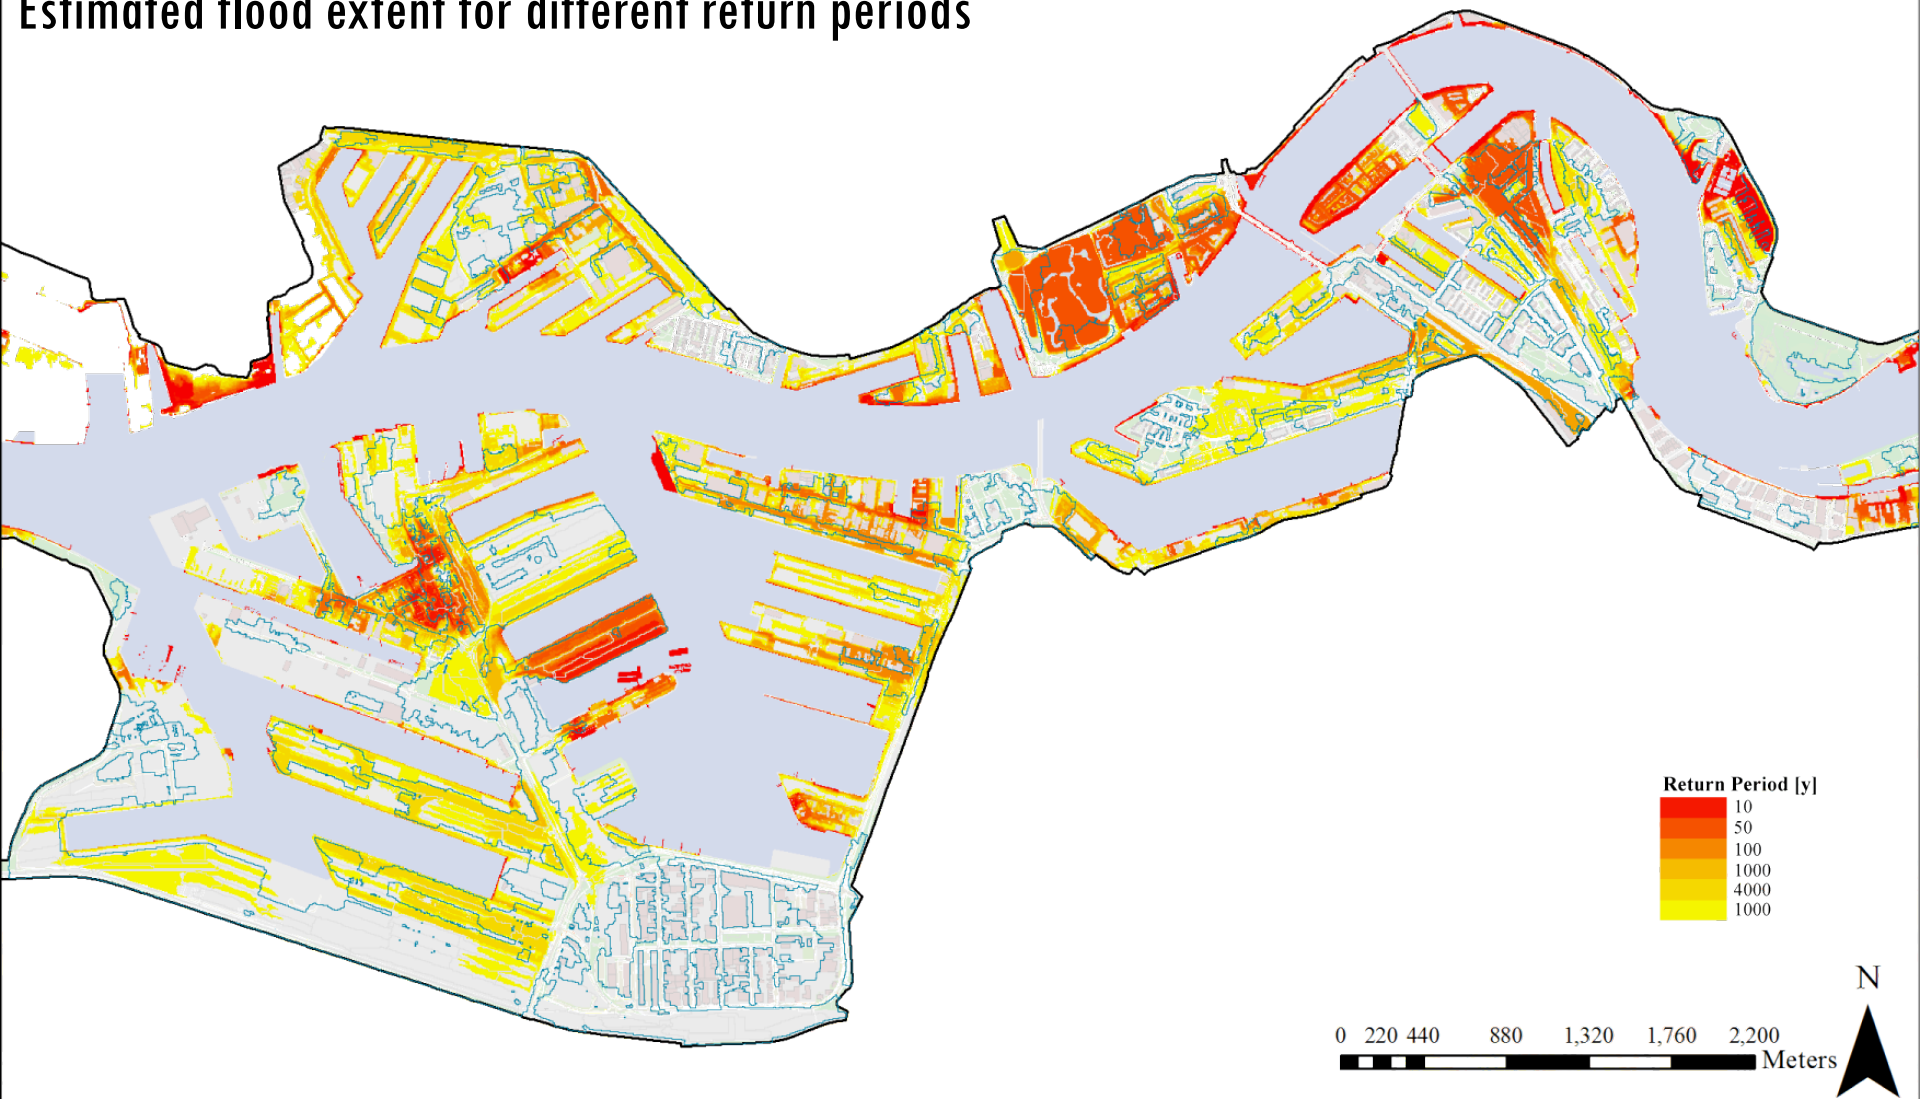 Estimated flood extent for different return periods
Return Period [y]
10
50
100
1000
4000
1000
N
0 220 440 880 1,320 1,760 2,200
Meters